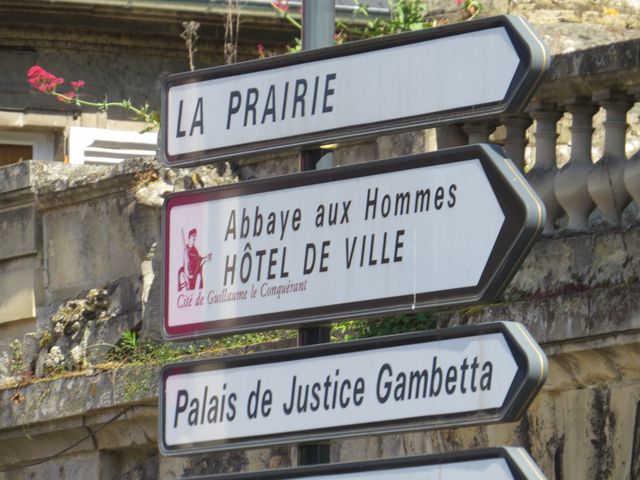 LA PRAIRIE
Abbaye aux Hommes
HÔTEL DE VILLE
Cité de Guillaume le Conquérant
Palais de Justice Gambetta